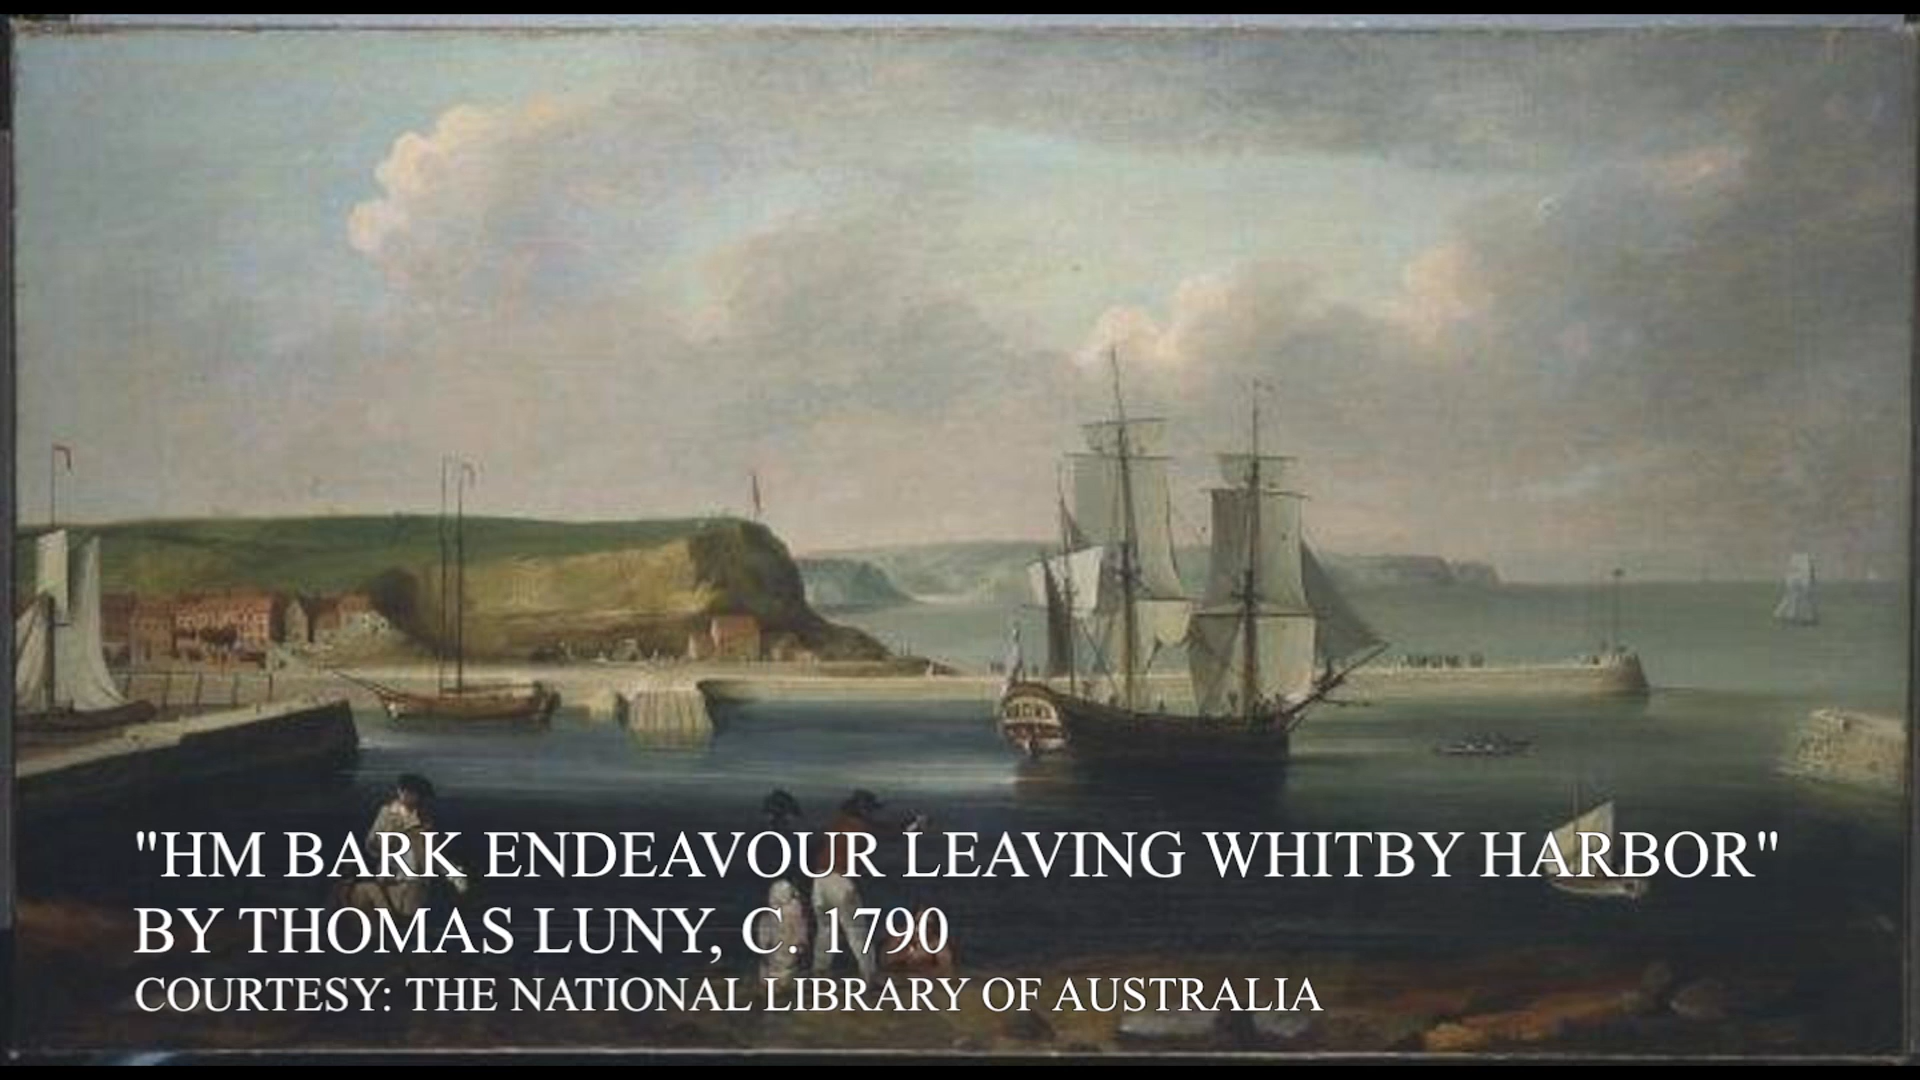 "HM BARK ENDEAVOUR LEAVING WHITBY HARBOR"
BY THOMAS LUNY, C. 1790
COURTESY: THE NATIONAL LIBRARY OF AUSTRALIA